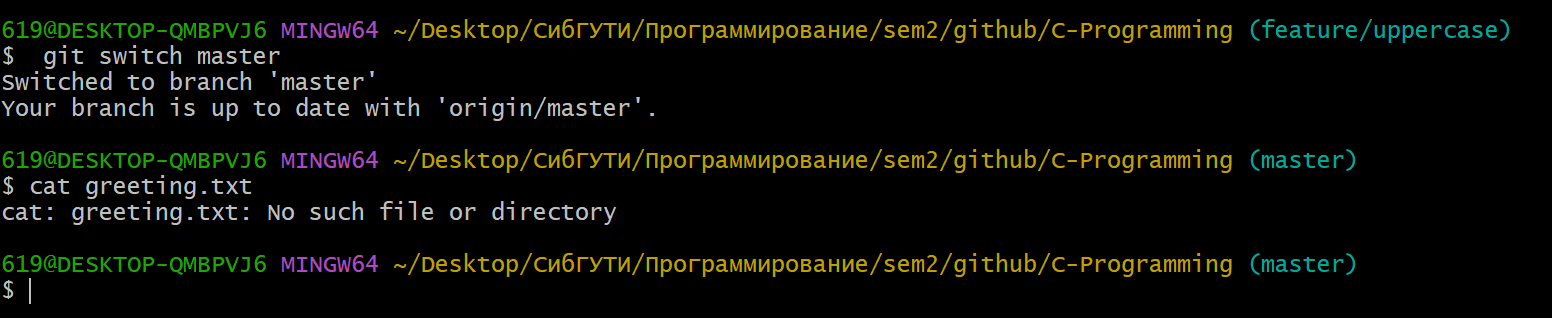 619@DESKTOP-QMBPVJ6 MINGW64 ~/Desktop/СибГУТИ/Программирование/sem2/github/C-Programming (feature/uppercase)
$  git switch master
Switched to branch 'master'
Your branch is up to date with 'origin/master'.
619@DESKTOP-QMBPVJ6 MINGW64 ~/Desktop/СибГУТИ/Программирование/sem2/github/C-Programming (master)
$ cat greeting.txt
cat: greeting.txt: No such file or directory
619@DESKTOP-QMBPVJ6 MINGW64 ~/Desktop/СибГУТИ/Программирование/sem2/github/C-Programming (master)
$